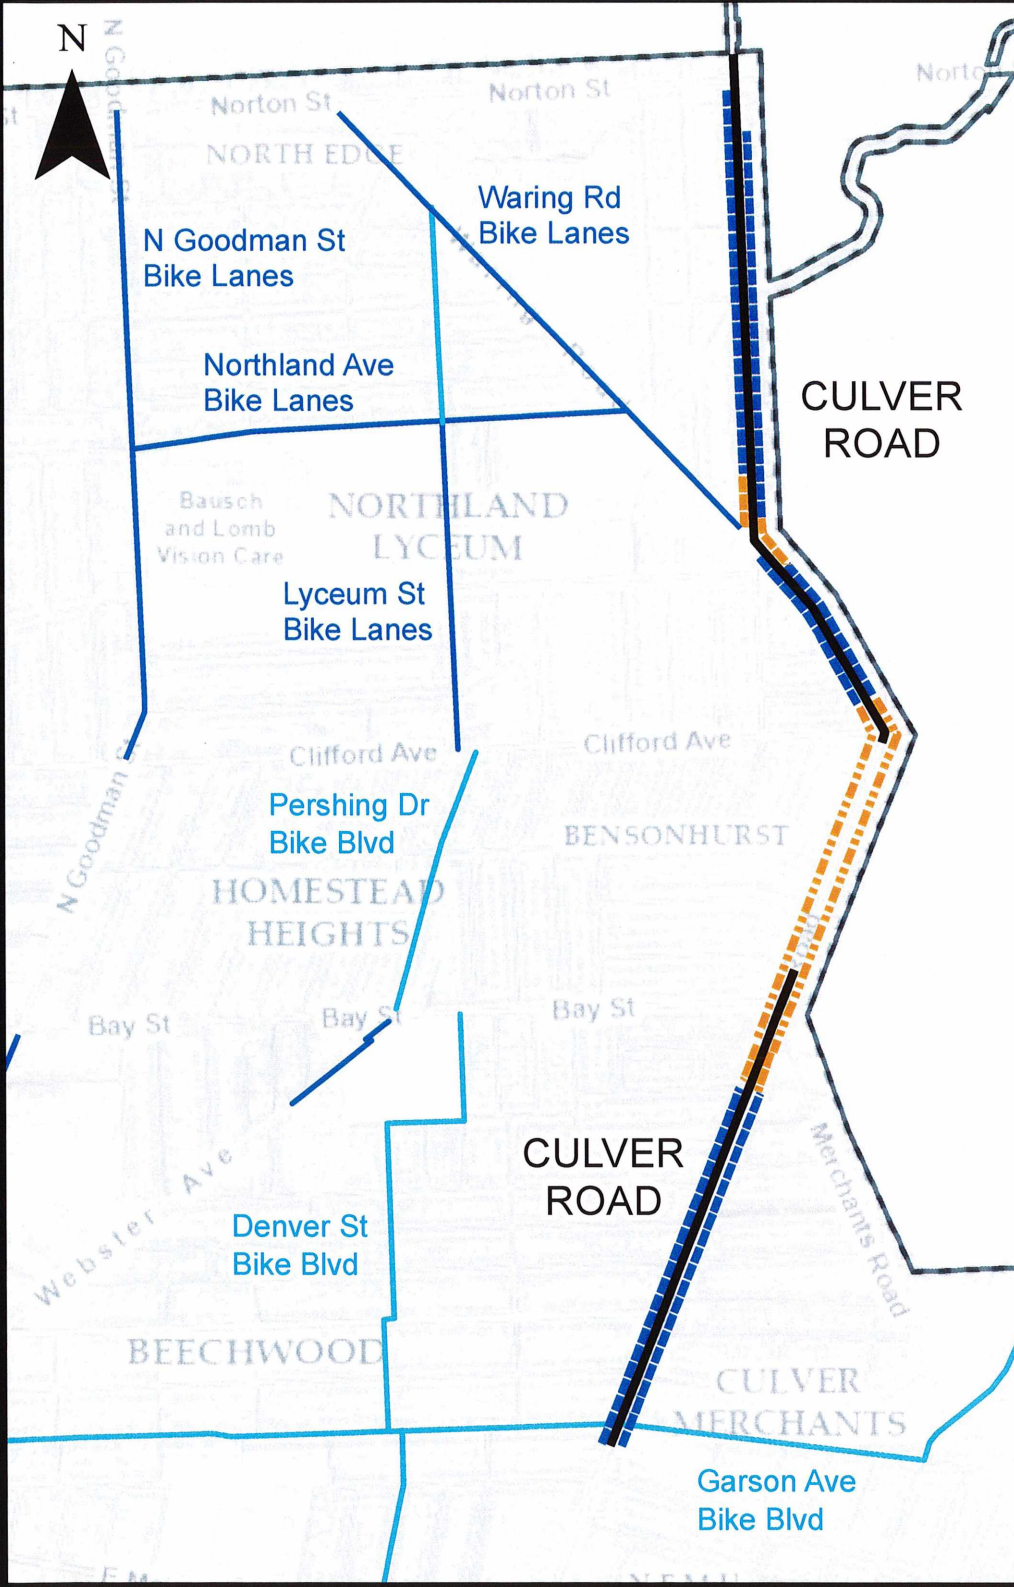 N
N Goodman St
Norton St
Norton St
NORTH EDGE
Waring Rd
Bike Lanes
N Goodman St
Bike Lanes
Northland Ave
Bike Lanes
CULVER
ROAD
Bausch
and Lomb
Vision Care
NORTHLAND
LYCEUM
Lyceum St
Bike Lanes
Clifford Ave
Clifford Ave
N Goodman St
Pershing Dr
Bike Blvd
BENSONHURST
HOMESTEAD
HEIGHTS
Bay St
Bay St
Bay St
CULVER
ROAD
Merchants Road
Webster Ave
Denver St
Bike Blvd
BEECHWOOD
CULVER
MERCHANTS
Garson Ave
Bike Blvd